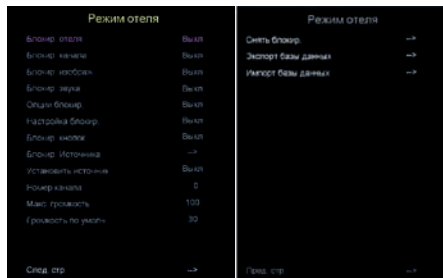 Режим отеля
Блокир. отеля Выкл
Блокир. канала Выкл
Блокир. изображ. Выкл
Блокир. звука Выкл
Опции блокир. Выкл
Настройка блокир. Выкл
Блокир. кнопок Выкл
Блокир. Источника -->
Установить источник Выкл
Номер канала 0
Макс. громкость 100
Громкость по умолч. 30
След. стр. -->
Режим отеля
Снять блокир. -->
Экспорт базы данных -->
Импорт базы данных -->
Пред. стр. -->